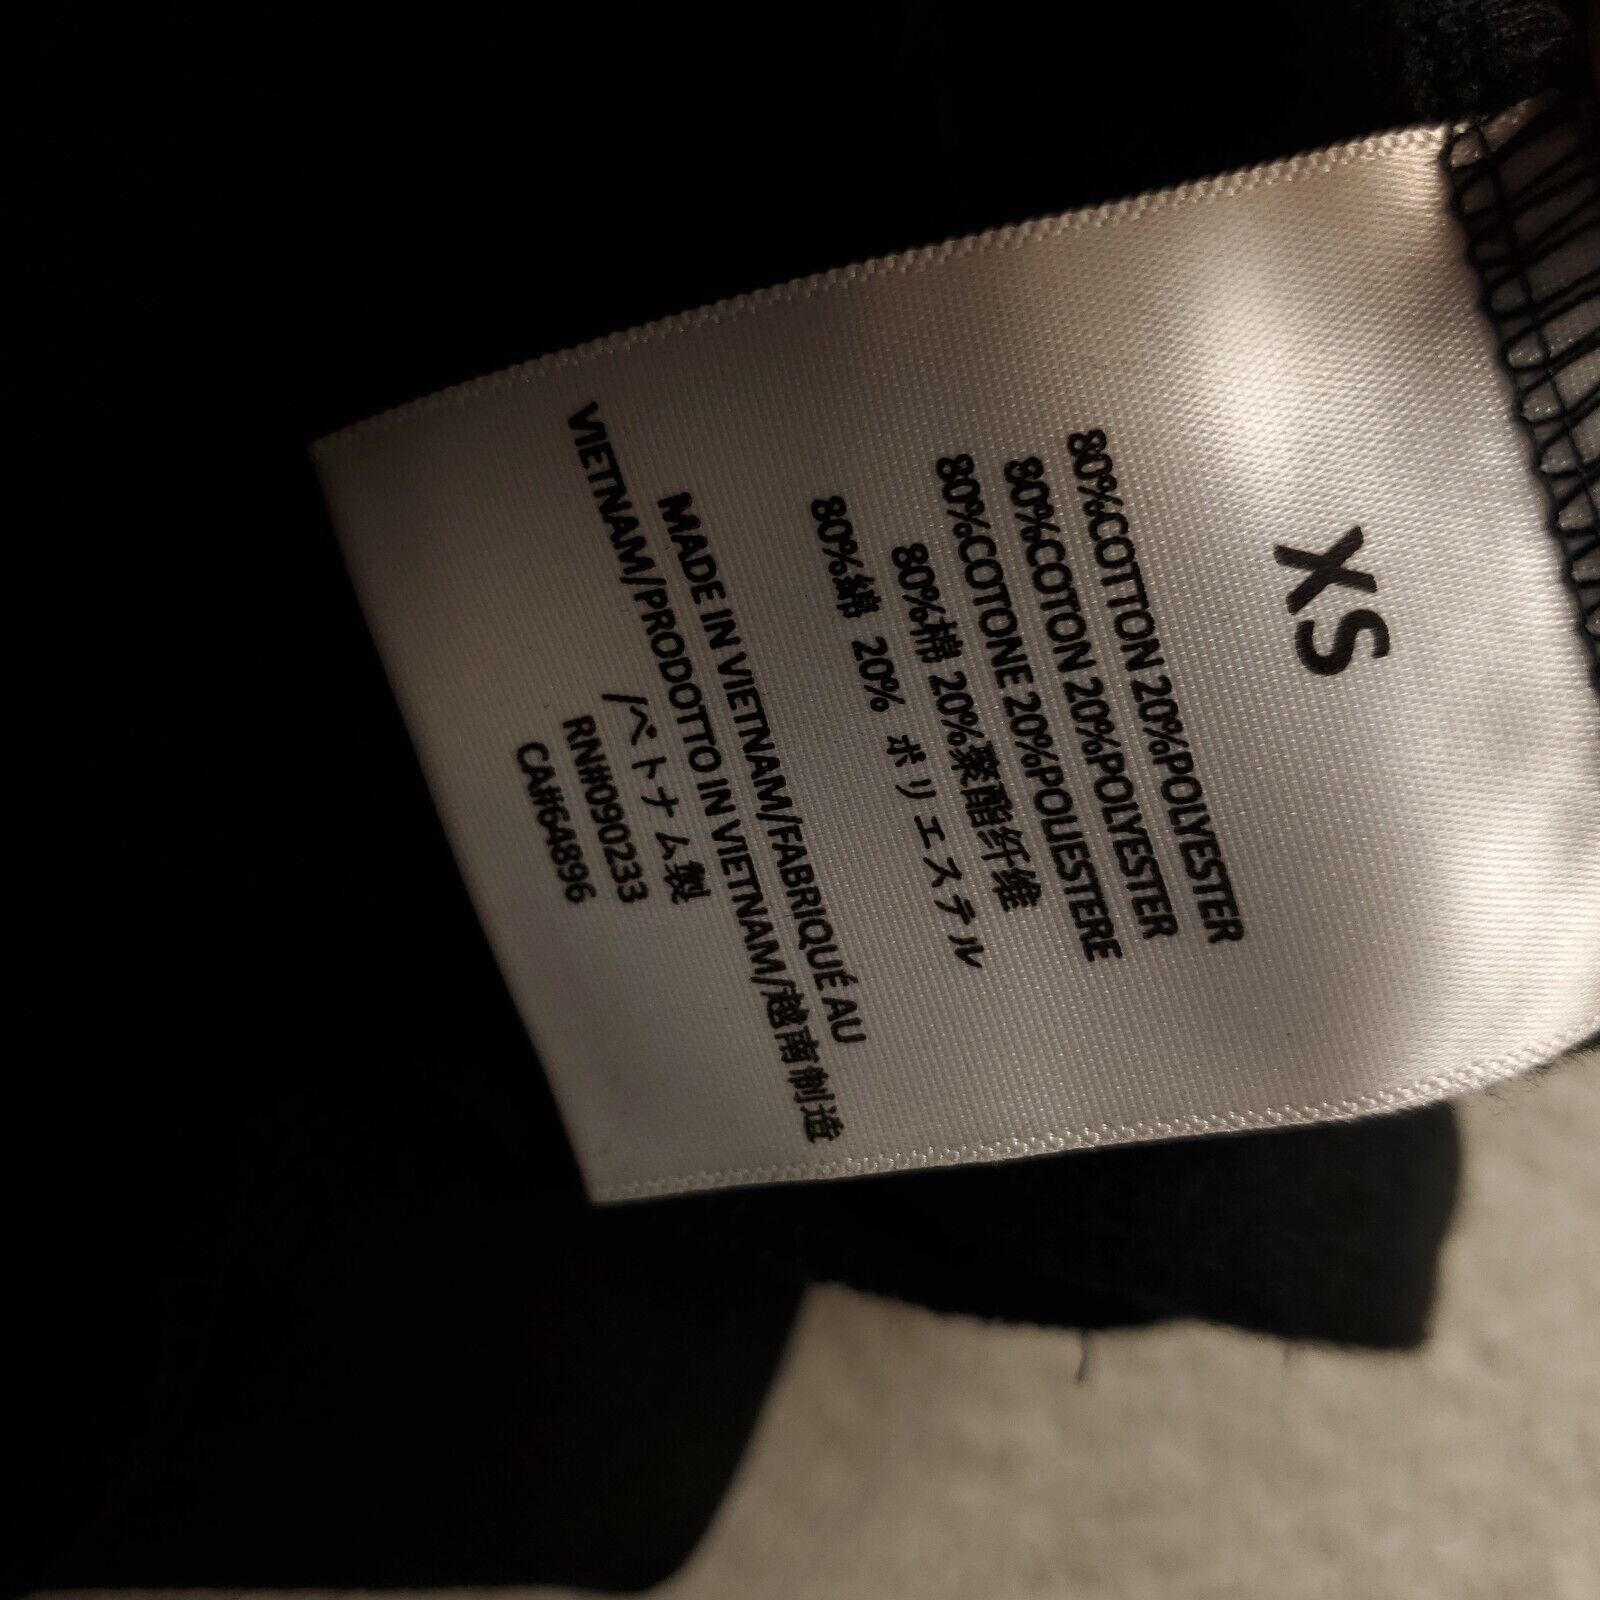 XS
80%COTTON 20%POLYESTER
80%COTON 20%POLYESTER
80%COTONE 20%POLIESTERE
80%棉 20%聚酯纤维
80%綿 20% ポリエステル
MADE IN VIETNAM/FABRIQUÉ AU
VIETNAM/PRODOTTO IN VIETNAM/越南制造
/ベトナム製
RN#090233
CA#64896